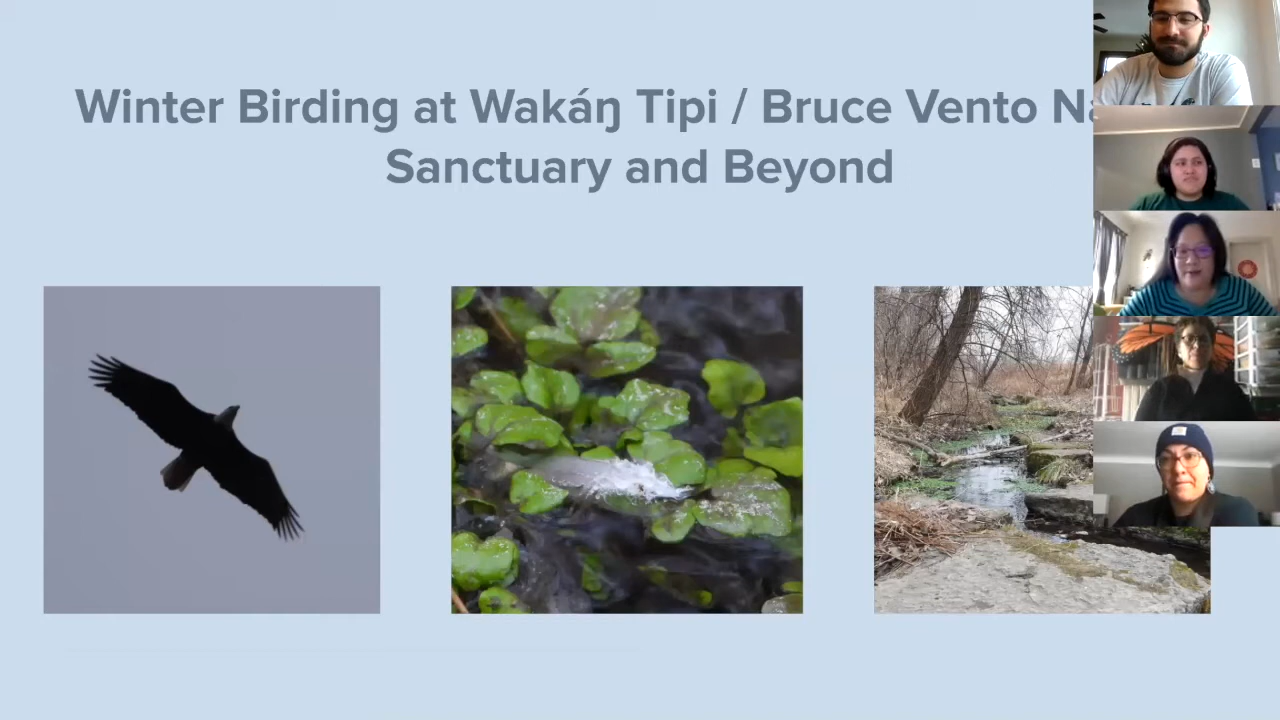 Winter Birding at Wakáŋ Tipi / Bruce Vento Na
Sanctuary and Beyond